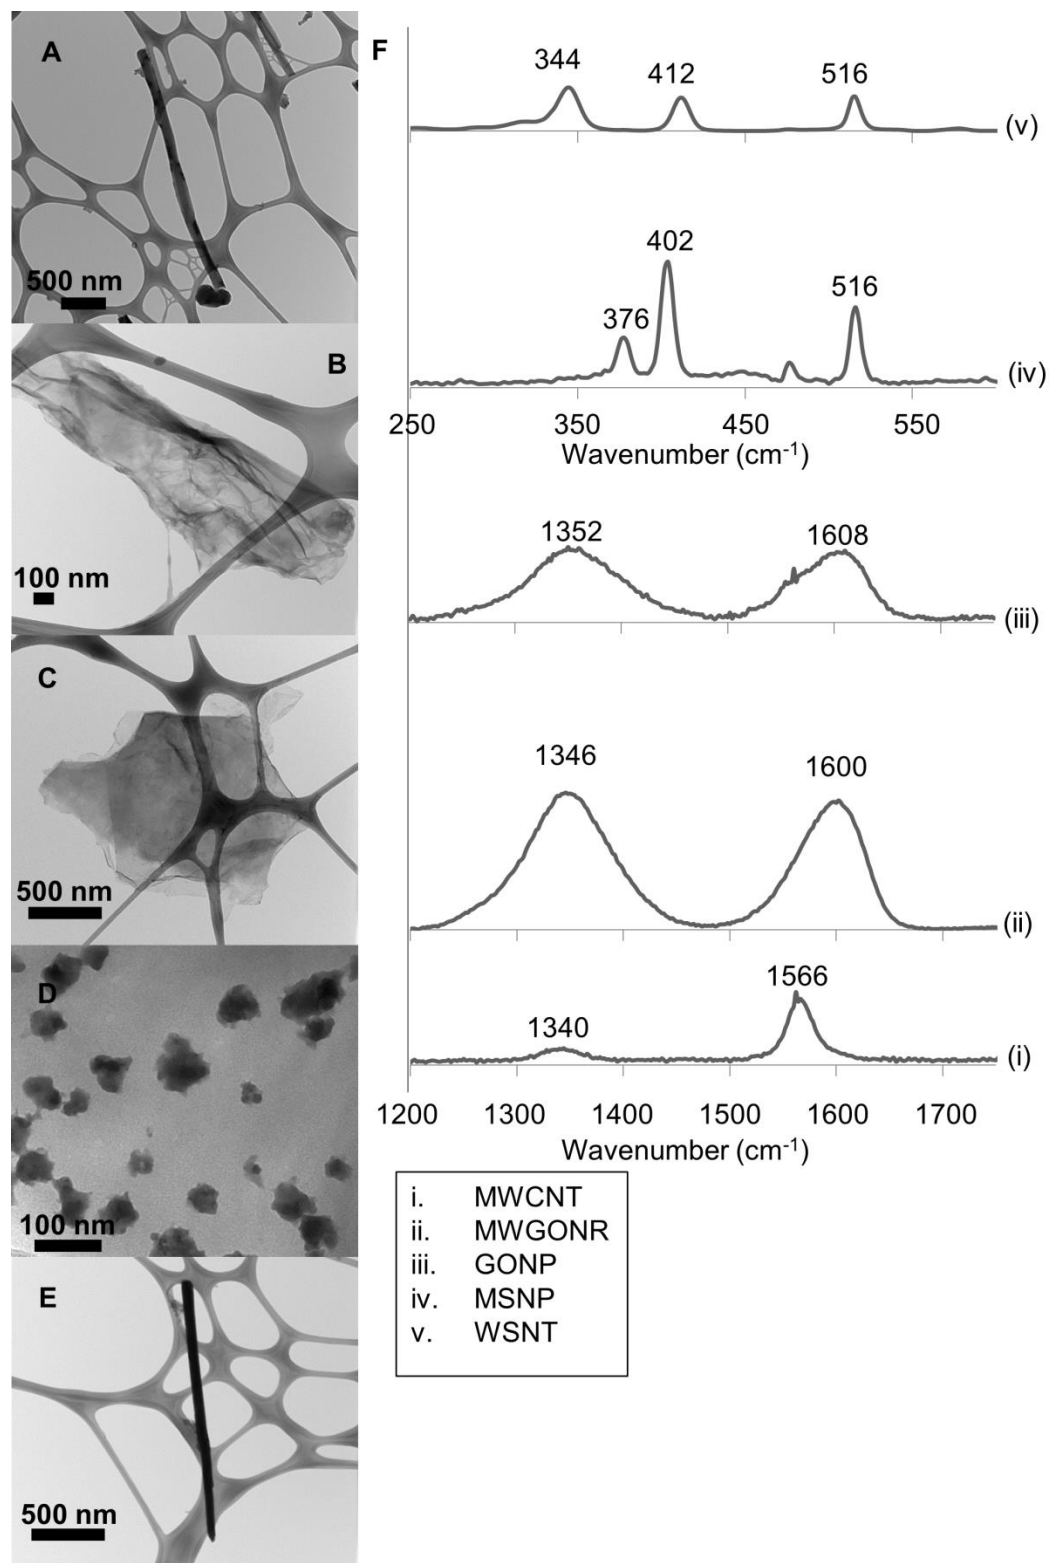 A
500 nm
B
100 nm
C
500 nm
D
100 nm
E
500 nm
F
344
412
516
(v)
402
376
516
(iv)
250
350
450
550
Wavenumber (cm-1)
1352
1608
(iii)
1346
1600
(ii)
1566
1340
(i)
1200
1300
1400
1500
1600
1700
Wavenumber (cm-1)
i. MWCNT
ii. MWGONR
iii. GONP
iv. MSNP
v. WSNT